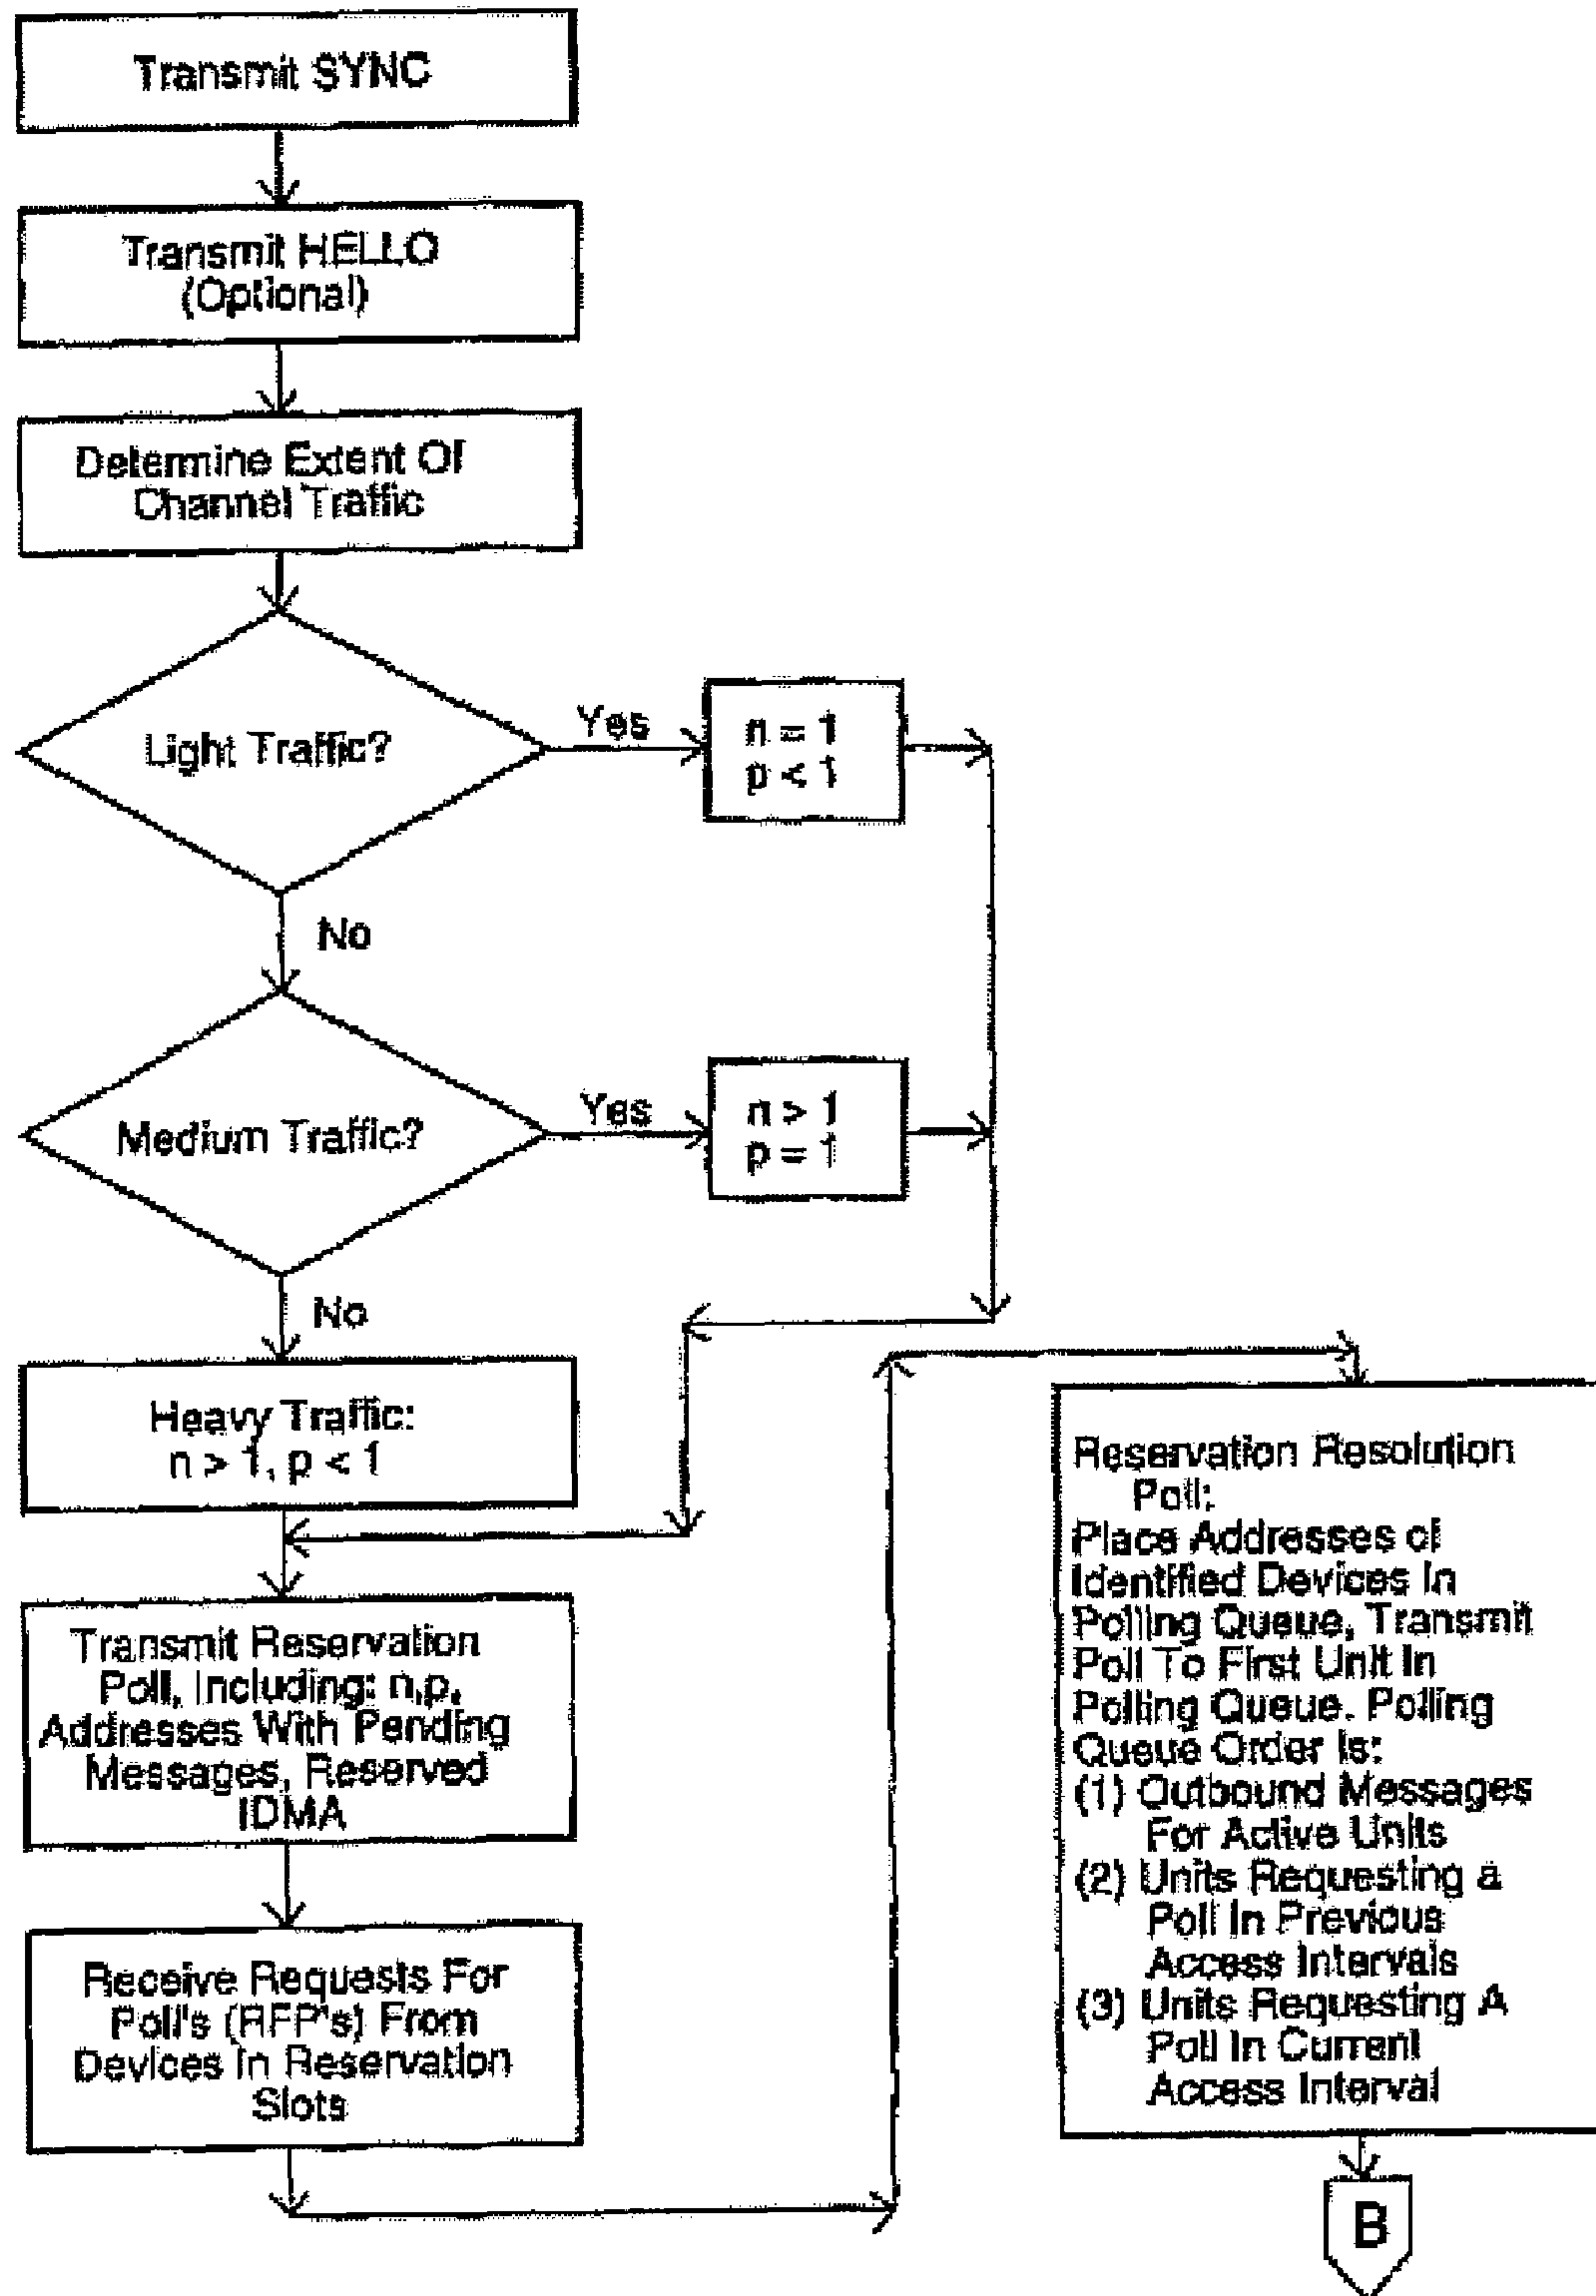 Transmit SYNC
Transmit HELLO
(Optional)
Determine Extent Of
Channel Traffic
Light Traffic?
Yes
n = 1
p < 1
No
Medium Traffic?
Yes
n > 1
p = 1
No
Heavy Traffic:
n > 1, p < 1
Transmit Reservation
Poll, Including: n,p,
Addresses With Pending
Messages, Reserved
IDMA
Receive Requests For
Poll's (RFP's) From
Devices In Reservation
Slots
Reservation Resolution
Poll:
Place Addresses of
Identified Devices In
Polling Queue, Transmit
Poll To First Unit In
Polling Queue. Polling
Queue Order Is:
(1) Outbound Messages
For Active Units
(2) Units Requesting a
Poll In Previous
Access Intervals
(3) Units Requesting A
Poll In Current
Access Interval
B